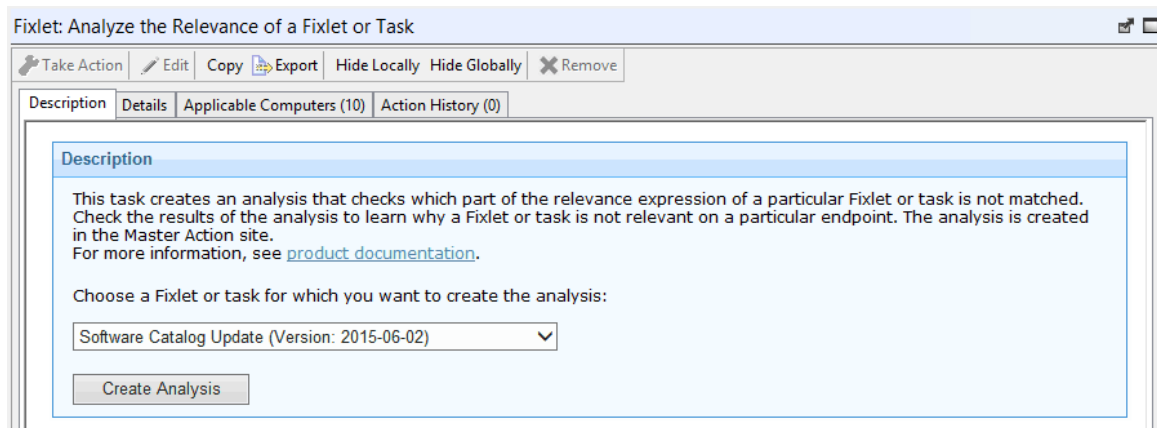 Fixlet: Analyze the Relevance of a Fixlet or Task
Take Action Edit Copy Export Hide Locally Hide Globally Remove
Description Details Applicable Computers (10) Action History (0)
Description
This task creates an analysis that checks which part of the relevance expression of a particular Fixlet or task is not matched.
Check the results of the analysis to learn why a Fixlet or task is not relevant on a particular endpoint. The analysis is created
in the Master Action site.
For more information, see product documentation.
Choose a Fixlet or task for which you want to create the analysis:
Software Catalog Update (Version: 2015-06-02)
Create Analysis